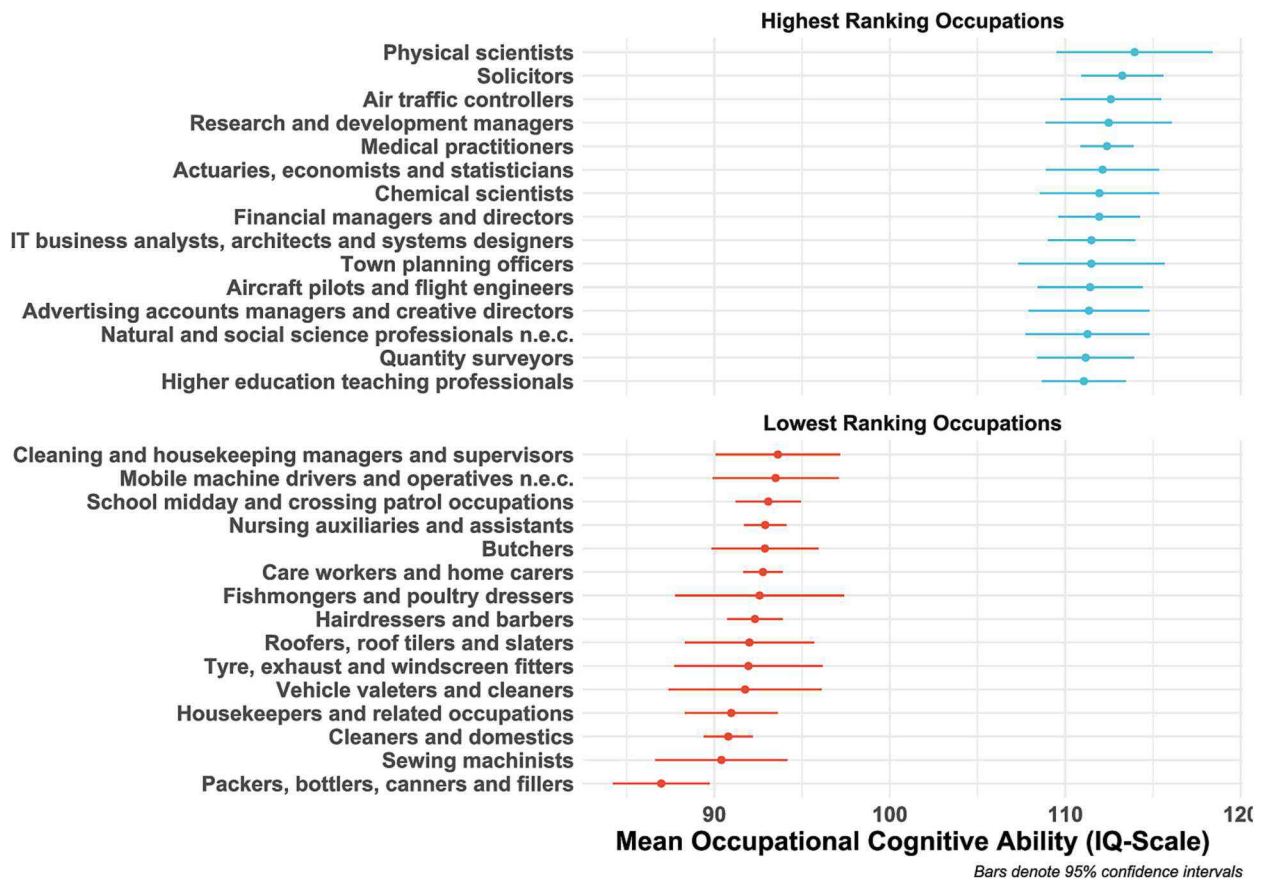 Highest Ranking Occupations
Physical scientists
Solicitors
Air traffic controllers
Research and development managers
Medical practitioners
Actuaries, economists and statisticians
Chemical scientists
Financial managers and directors
IT business analysts, architects and systems designers
Town planning officers
Aircraft pilots and flight engineers
Advertising accounts managers and creative directors
Natural and social science professionals n.e.c.
Quantity surveyors
Higher education teaching professionals
Lowest Ranking Occupations
Cleaning and housekeeping managers and supervisors
Mobile machine drivers and operatives n.e.c.
School midday and crossing patrol occupations
Nursing auxiliaries and assistants
Butchers
Care workers and home carers
Fishmongers and poultry dressers
Hairdressers and barbers
Roofers, roof tilers and slaters
Tyre, exhaust and windscreen fitters
Vehicle valeters and cleaners
Housekeepers and related occupations
Cleaners and domestics
Sewing machinists
Packers, bottlers, canners and fillers
90 100 110 120
Mean Occupational Cognitive Ability (IQ-Scale)
Bars denote 95% confidence intervals